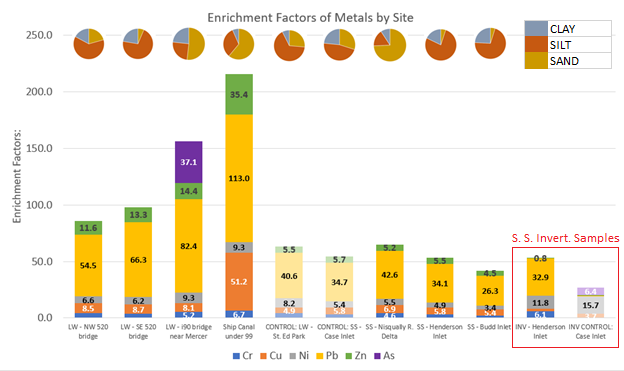 Enrichment Factors of Metals by Site
CLAY
SILT
SAND
Enrichment Factors:
250.0
200.0
150.0
100.0
50.0
0.0
11.6
54.5
6.6
8.5
13.3
66.3
6.2
8.7
37.1
14.4
82.4
9.3
8.1
5.2
35.4
113.0
9.3
51.2
6.7
5.5
40.6
8.2
4.9
5.7
34.7
5.4
5.8
5.2
42.6
5.5
6.9
4.6
5.5
34.1
4.9
5.8
4.5
26.3
3.4
5.4
S. S. Invert. Samples
0.8
32.9
11.8
6.1
6.4
15.7
LW - NW 520 bridge
LW - SE 520 bridge
LW - i90 bridge near Mercer
Ship Canal under 99
CONTROL: LW - St. Ed Park
CONTROL: SS - Case Inlet
SS - Nisqually R. Delta
SS - Henderson Inlet
SS - Budd Inlet
INV - Henderson Inlet
INV CONTROL: Case Inlet
Cr Cu Ni Pb Zn As